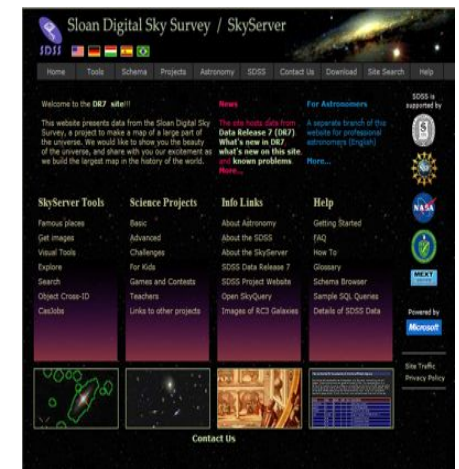 Sloan Digital Sky Survey / SkyServer
SDSS
Home Tools Schema Projects Astronomy SDSS Contact Us Download Site Search Help
Welcome to the DR7 site!!!
This website presents data from the Sloan Digital Sky
Survey, a project to make a map of a large part of
the universe. We would like to show you the beauty
of the universe, and share with you our excitement as
we build the largest map in the history of the world.
News
The site hosts data from
Data Release 7 (DR7).
What's new in DR7
what's new on this site,
and known problems.
More...
For Astronomers
A separate branch of this
website for professional
astronomers (English)
More...
SDSS is
supported by
NASA
MEXT
Powered by
Microsoft
Site Traffic
Privacy Policy
SkyServer Tools
Famous places
Get images
Visual Tools
Explore
Search
Object Cross-ID
CasJobs
Science Projects
Basic
Advanced
Challenges
For Kids
Games and Contests
Teachers
Links to other projects
Info Links
About Astronomy
About the SDSS
About the SkyServer
SDSS Data Release 7
SDSS Project Website
Open SkyQuery
Images of RC3 Galaxies
Help
Getting Started
FAQ
How To
Glossary
Schema Browser
Sample SQL Queries
Details of SDSS Data
Contact Us